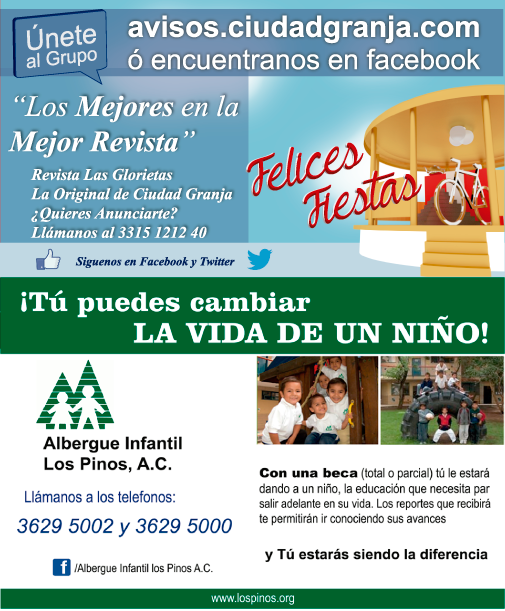 Únete
al Grupo
avisos.ciudadgranja.com
ó encuentranos en facebook
“Los Mejores en la
Mejor Revista”
Revista Las Glorietas
La Original de Ciudad Granja
¿Quieres Anunciarte?
Llámanos al 3315 1212 40
Felices
Fiestas
Siguenos en Facebook y Twitter
¡Tú puedes cambiar
LA VIDA DE UN NIÑO!
Albergue Infantil
Los Pinos, A.C.
Llámanos a los telefonos:
3629 5002 y 3629 5000
f /Albergue Infantil los Pinos A.C.
Con una beca (total o parcial) tú le estará
dando a un niño, la educación que necesita par
salir adelante en su vida. Los reportes que recibirá
te permitirán ir conociendo sus avances
y Tú estarás siendo la diferencia
www.lospinos.org